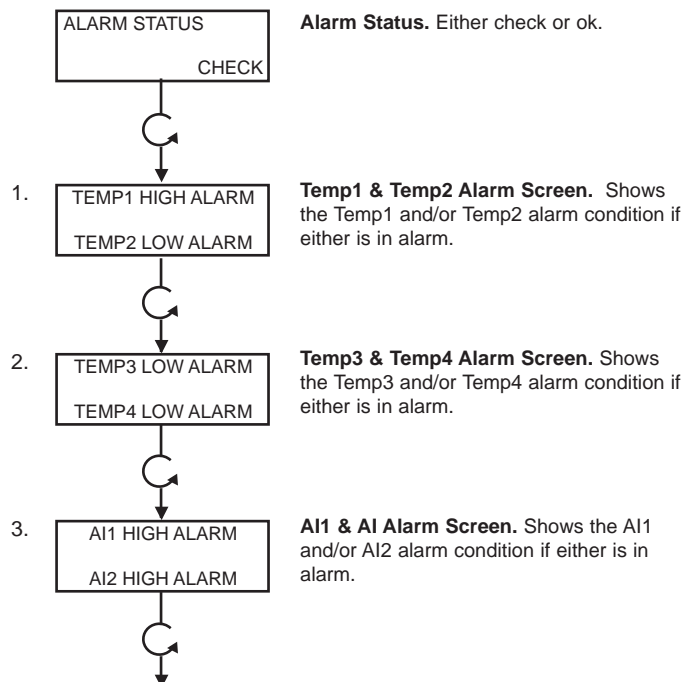 ALARM STATUS
CHECK
Alarm Status. Either check or ok.
1.
TEMP1 HIGH ALARM
TEMP2 LOW ALARM
Temp1 & Temp2 Alarm Screen. Shows
the Temp1 and/or Temp2 alarm condition if
either is in alarm.
2.
TEMP3 LOW ALARM
TEMP4 LOW ALARM
Temp3 & Temp4 Alarm Screen. Shows
the Temp3 and/or Temp4 alarm condition if
either is in alarm.
3.
AI1 HIGH ALARM
AI2 HIGH ALARM
AI1 & AI Alarm Screen. Shows the AI1
and/or AI2 alarm condition if either is in
alarm.